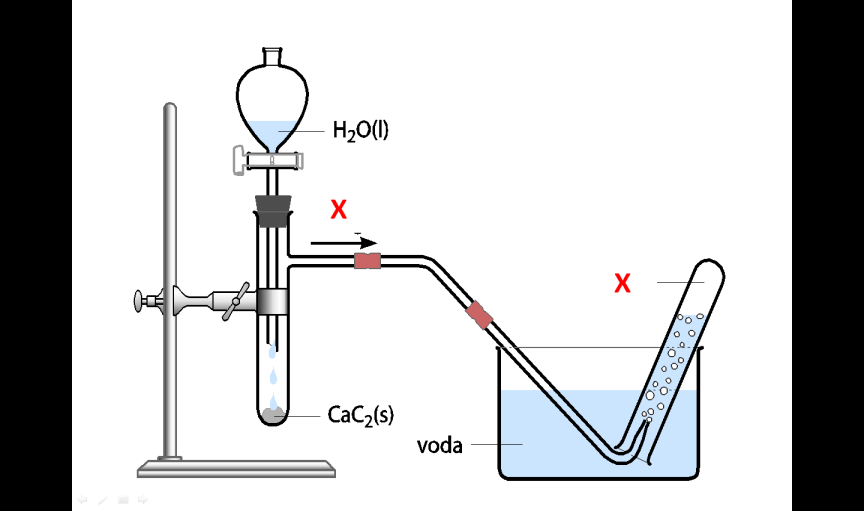 H₂O(l)
X
X
CaC₂(s)
voda